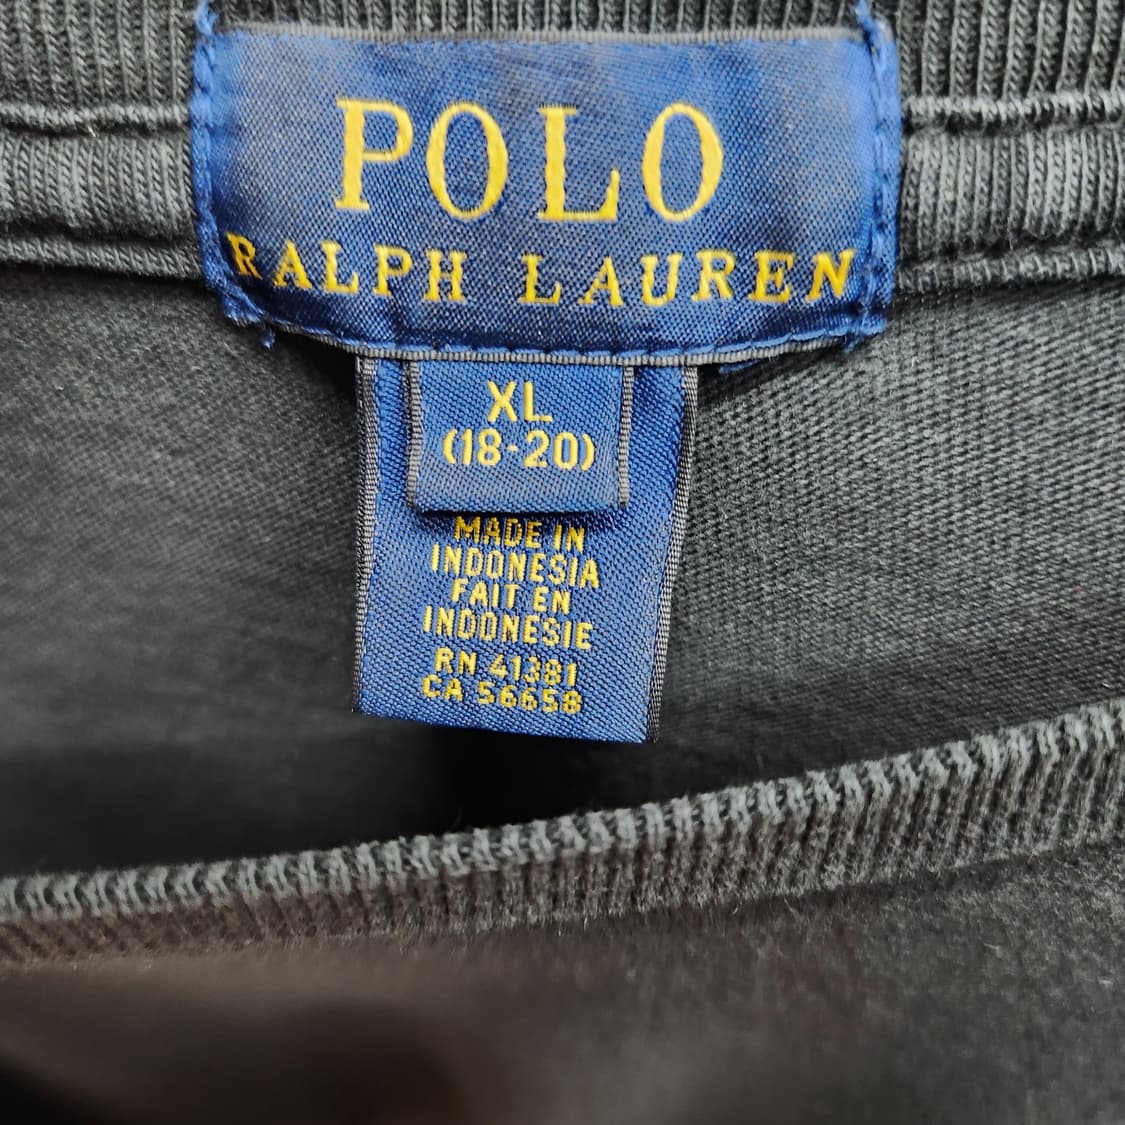 POLO
RALPH LAUREN
XL
(18-20)
MADE IN
INDONESIA
FAIT EN
INDONESIE
RN 41381
CA 56658